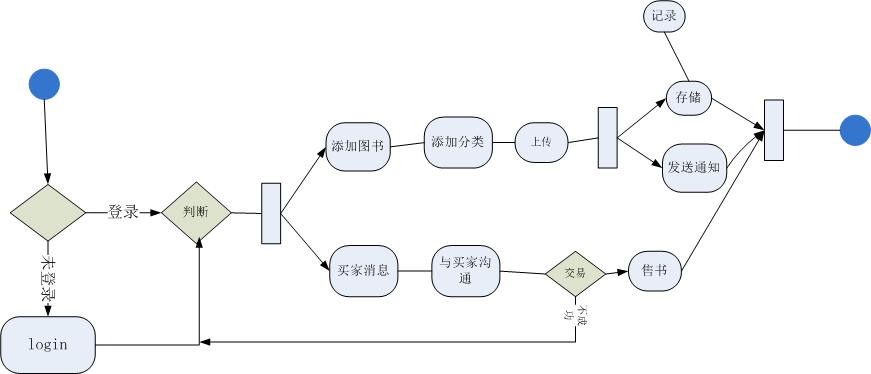 记录
存储
添加图书
添加分类
上传
发送通知
登录
判断
未登录
买家消息
与买家沟
通
交易
售书
不成
功
login